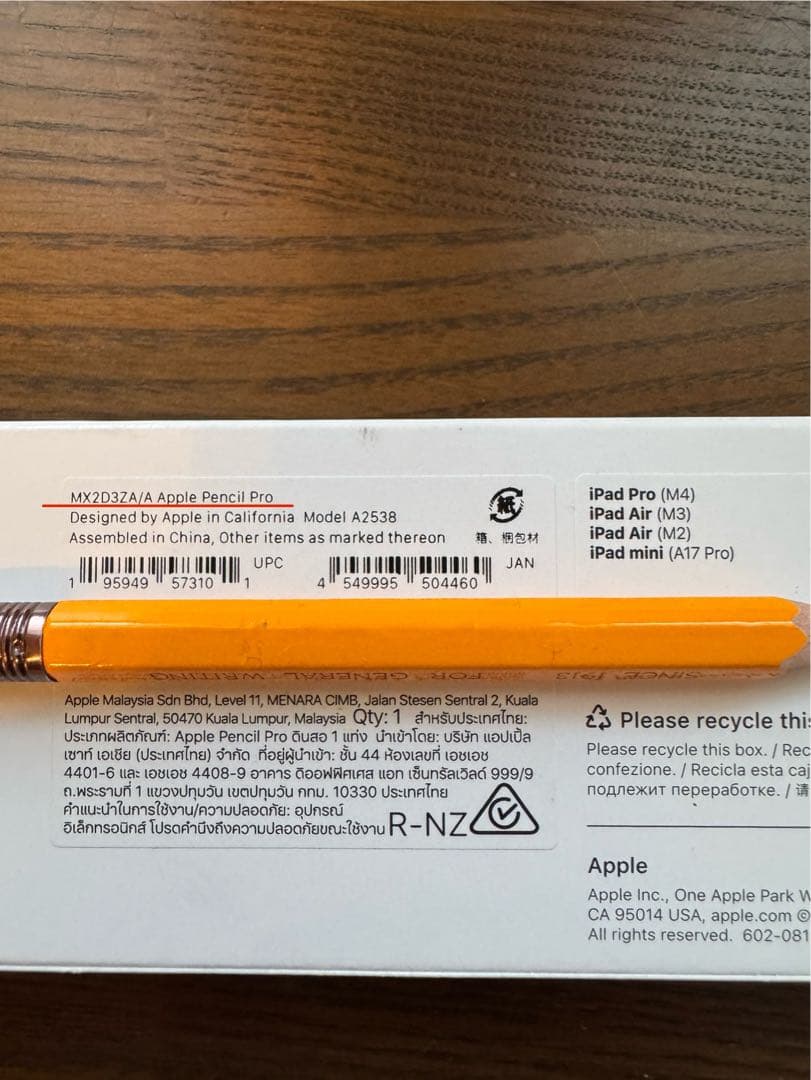 MX2D3ZA/A Apple Pencil Pro
Designed by Apple in California Model A2538
Assembled in China, Other items as marked thereon
紙
箱、梱包材
UPC
1 95949 57310 1
JAN
4 549995 504460
iPad Pro (M4)
iPad Air (M3)
iPad Air (M2)
iPad mini (A17 Pro)
SINCE 1913
FOR GENERAL WRITING
Apple Malaysia Sdn Bhd, Level 11, MENARA CIMB, Jalan Stesen Sentral 2, Kuala
Lumpur Sentral, 50470 Kuala Lumpur, Malaysia Qty: 1 สำหรับประเทศไทย:
ประเภทผลิตภัณฑ์: Apple Pencil Pro ดินสอ 1 แท่ง นำเข้าโดย: บริษัท แอปเปิ้ล
เซาท์ เอเชีย (ประเทศไทย) จำกัด ที่อยู่ผู้นำเข้า: ชั้น 44 ห้องเลขที่ เอชเอช
4401-6 และ เอชเอช 4408-9 อาคาร ดิออฟฟิศเศส แอท เซ็นทรัลเวิลด์ 999/9
ถ.พระรามที่ 1 แขวงปทุมวัน เขตปทุมวัน กทม. 10330 ประเทศไทย
คำแนะนำในการใช้งาน/ความปลอดภัย: อุปกรณ์
อิเล็กทรอนิกส์ โปรดคำนึงถึงความปลอดภัยขณะใช้งาน R-NZ
Please recycle this
Please recycle this box. / Rec
confezione. / Recicla esta caj
подлежит переработке. / 请
Apple
Apple Inc., One Apple Park W
CA 95014 USA, apple.com ©
All rights reserved. 602-081